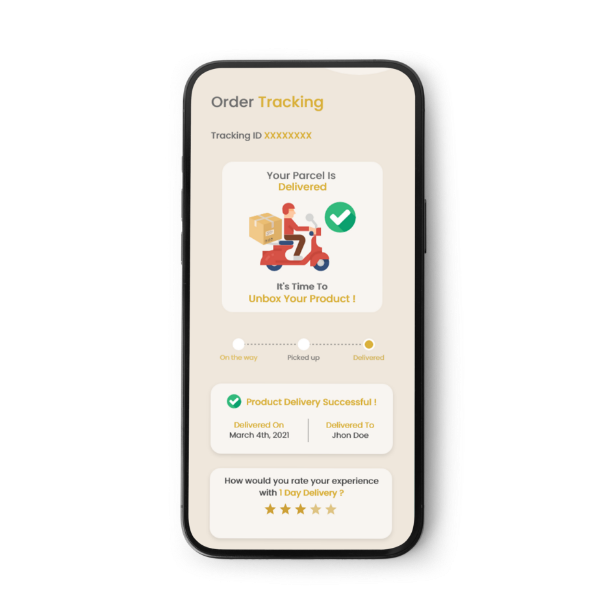 Order Tracking
Tracking ID XXXXXXXX
Your Parcel Is
Delivered
It's Time To
Unbox Your Product !
On the way Picked up Delivered
Product Delivery Successful !
Delivered On Delivered To
March 4th, 2021 Jhon Doe
How would you rate your experience
with 1 Day Delivery ?